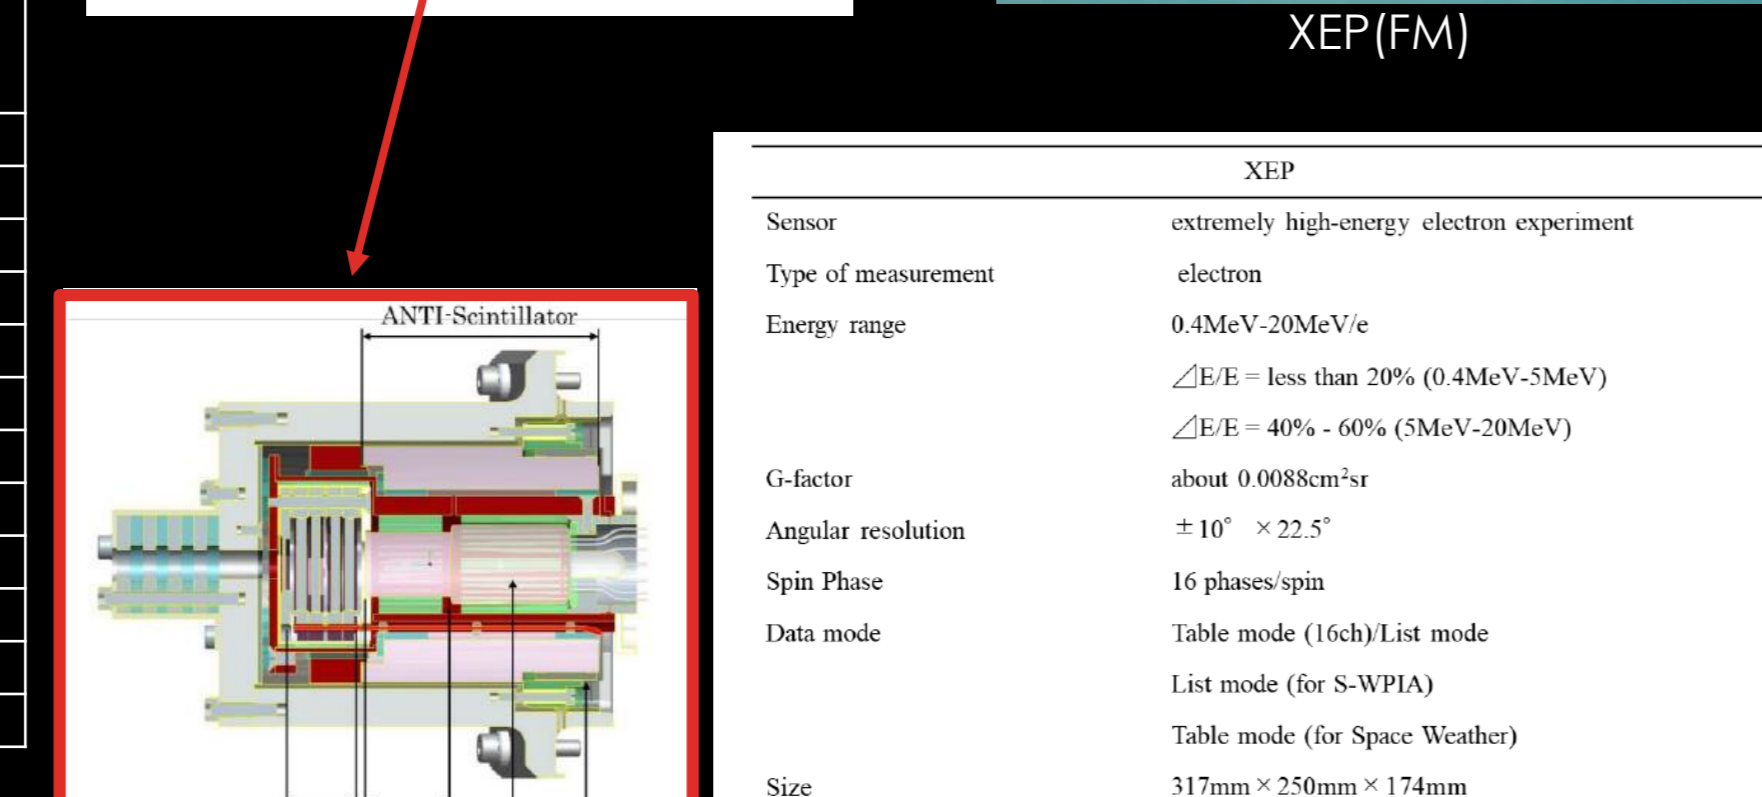 XEP(FM)
ANTI-Scintillator
XEP
Sensor extremely high-energy electron experiment
Type of measurement electron
Energy range 0.4MeV-20MeV/e
⊿E/E = less than 20% (0.4MeV-5MeV)
⊿E/E = 40% - 60% (5MeV-20MeV)
G-factor about 0.0088cm²sr
Angular resolution ±10° ×22.5°
Spin Phase 16 phases/spin
Data mode Table mode (16ch)/List mode
List mode (for S-WPIA)
Table mode (for Space Weather)
Size 317mm×250mm×174mm